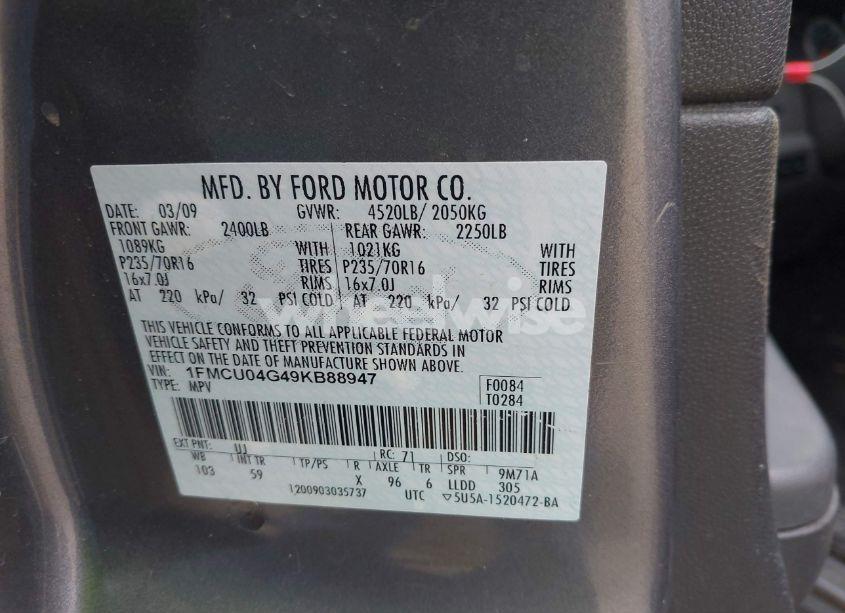 MFD. BY FORD MOTOR CO.
DATE: 03/09 GVWR: 4520LB/ 2050KG
FRONT GAWR: 2400LB REAR GAWR: 2250LB
1089KG WITH 1021KG WITH
P235/70R16 TIRES P235/70R16 TIRES
16x7.0J RIMS 16x7.0J RIMS
AT 220 kPa/ 32 PSI COLD AT 220 kPa/ 32 PSI COLD
wheelwise
THIS VEHICLE CONFORMS TO ALL APPLICABLE FEDERAL MOTOR
VEHICLE SAFETY AND THEFT PREVENTION STANDARDS IN
EFFECT ON THE DATE OF MANUFACTURE SHOWN ABOVE.
VIN: 1FMCU04G49KB88947 F0084
TYPE: MPV T0284
EXT PNT: UJ RC: 71 DSO:
WB INT TR TP/PS R AXLE TR SPR 9M71A
103 59 X 96 6 LLDD 305
1200903035737 UTC ▽5U5A-1520472-BA